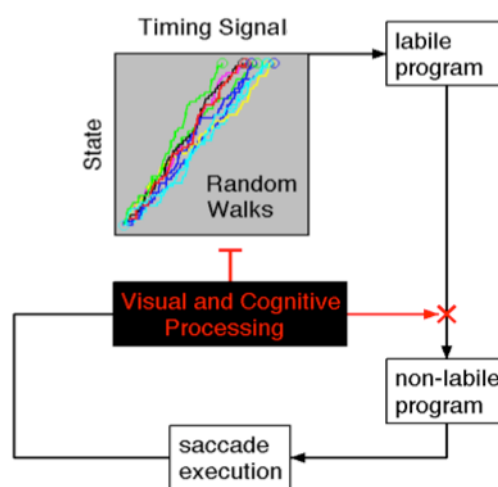 Timing Signal
State
Random
Walks
labile
program
Visual and Cognitive
Processing
non-labile
program
saccade
execution